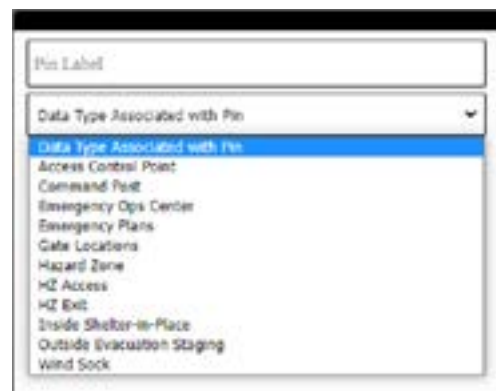 Pin Label
Data Type Associated with Pin
Data Type Associated with Pin
Access Control Point
Command Post
Emergency Ops Center
Emergency Plans
Gate Locations
Hazard Zone
HZ Access
HZ Exit
Inside Shelter-in-Place
Outside Evacuation Staging
Wind Sock